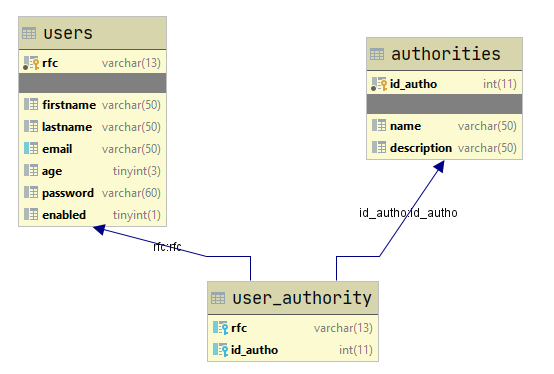 users
rfc varchar(13)
firstname varchar(50)
lastname varchar(50)
email varchar(50)
age tinyint(3)
password varchar(60)
enabled tinyint(1)
authorities
id_autho int(11)
name varchar(50)
description varchar(50)
rfc:rfc
id_autho:id_autho
user_authority
rfc varchar(13)
id_autho int(11)